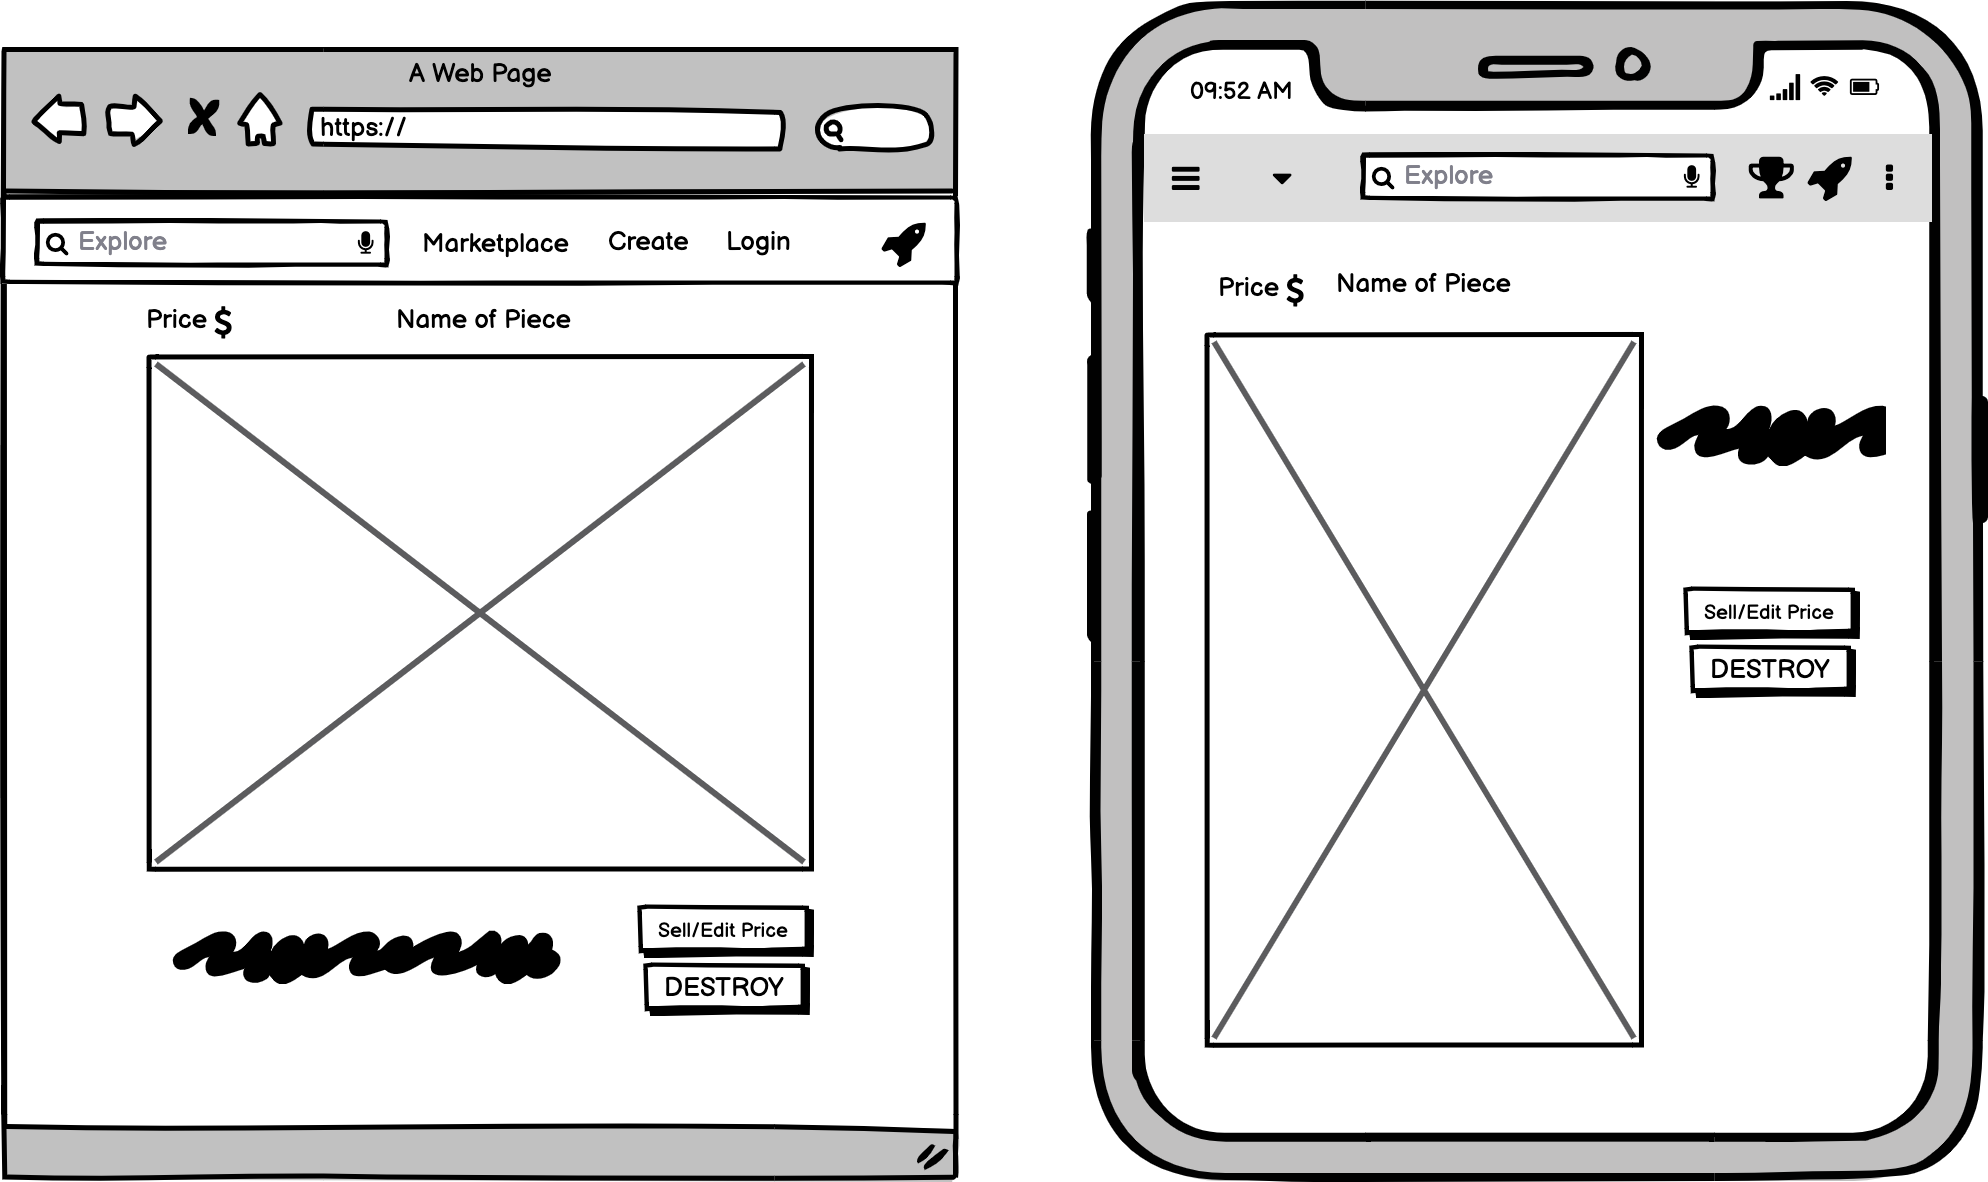 A Web Page
https://
Explore
Marketplace
Create
Login
Price $
Name of Piece
Sell/Edit Price
DESTROY
09:52 AM
Explore
Price $
Name of Piece
Sell/Edit Price
DESTROY